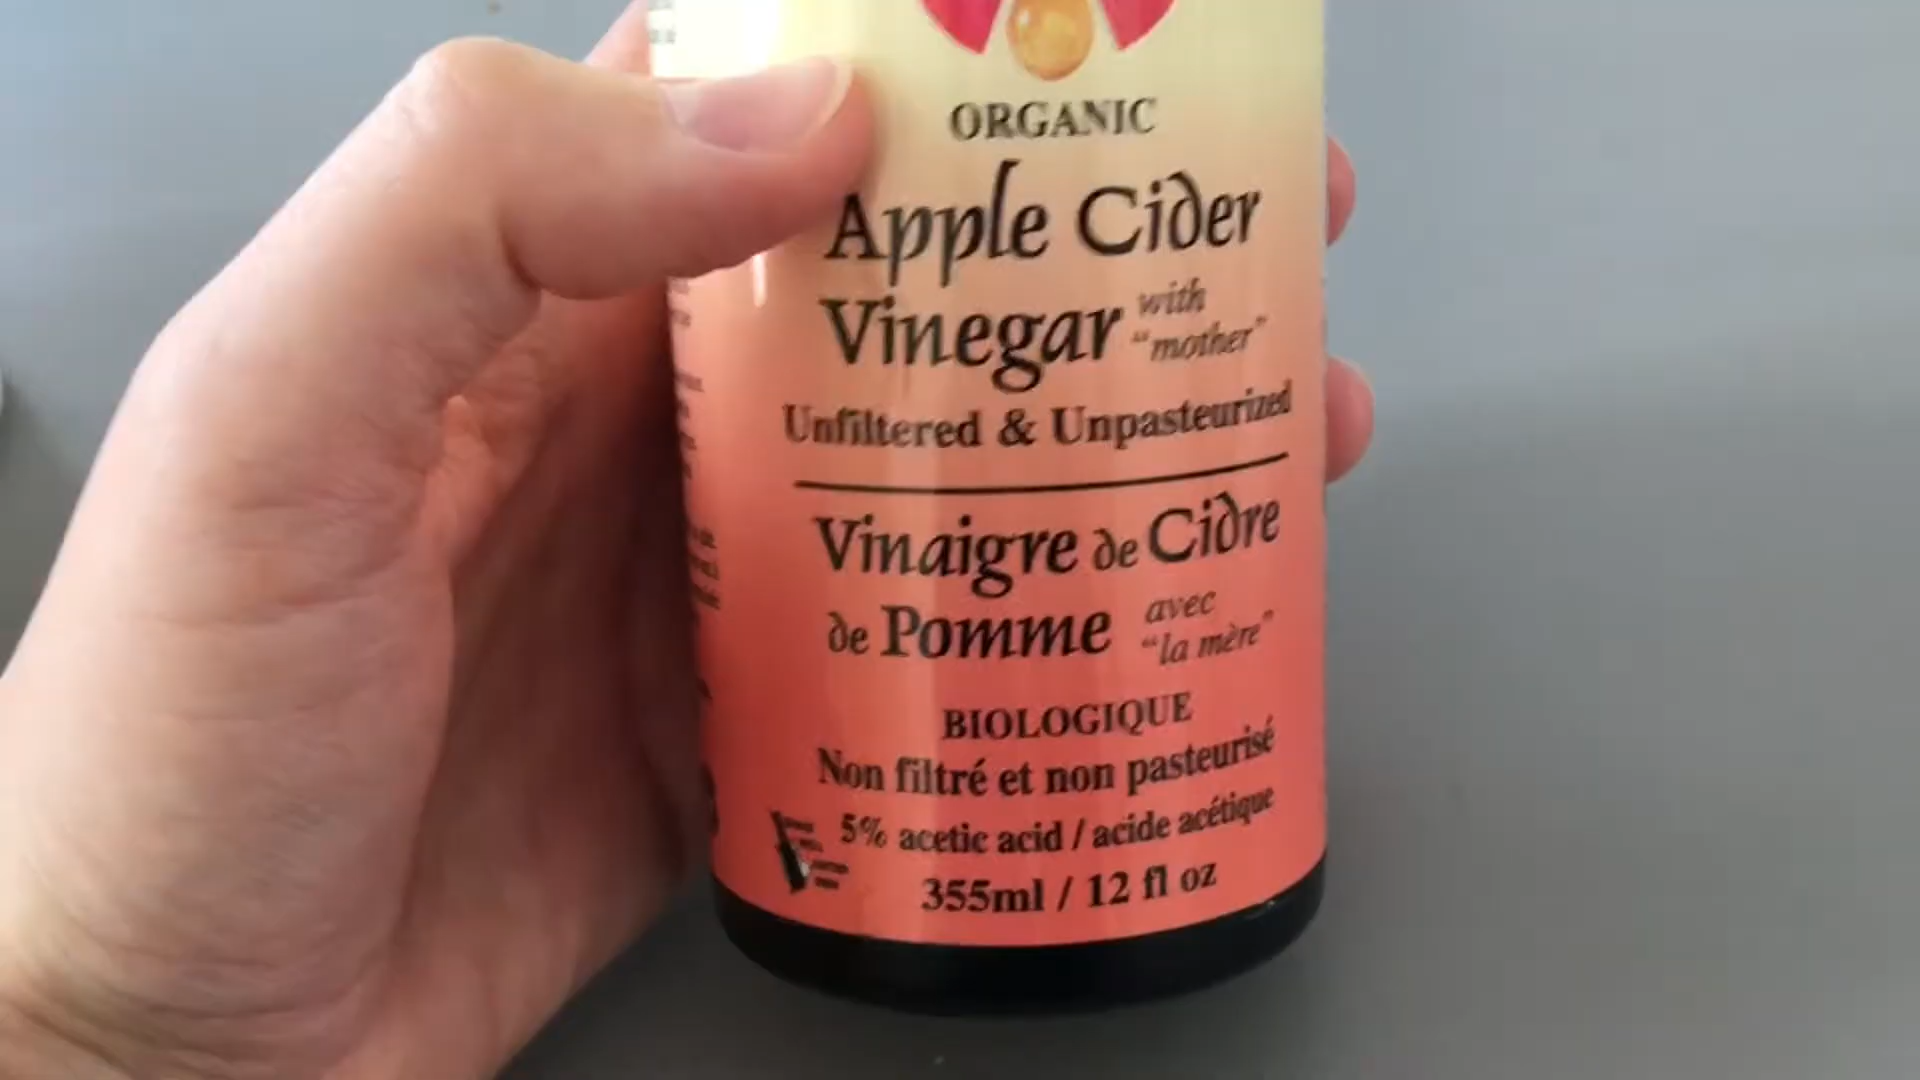 ORGANIC
Apple Cider
Vinegar with
"mother"
Unfiltered & Unpasteurized
Vinaigre de Cidre
de Pomme avec
"la mère"
BIOLOGIQUE
Non filtré et non pasteurisé
5% acetic acid / acide acétique
355ml / 12 fl oz